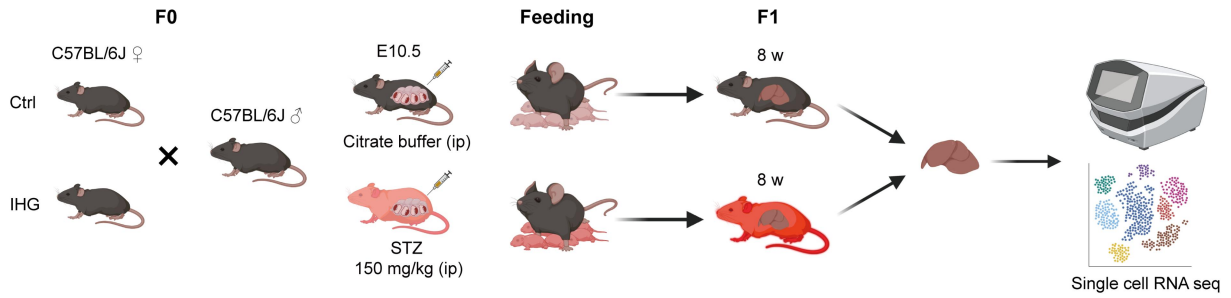 F0
Feeding
F1
C57BL/6J ♀
E10.5
8 w
Ctrl
C57BL/6J ♂
Citrate buffer (ip)
×
IHG
8 w
STZ
150 mg/kg (ip)
Single cell RNA seq